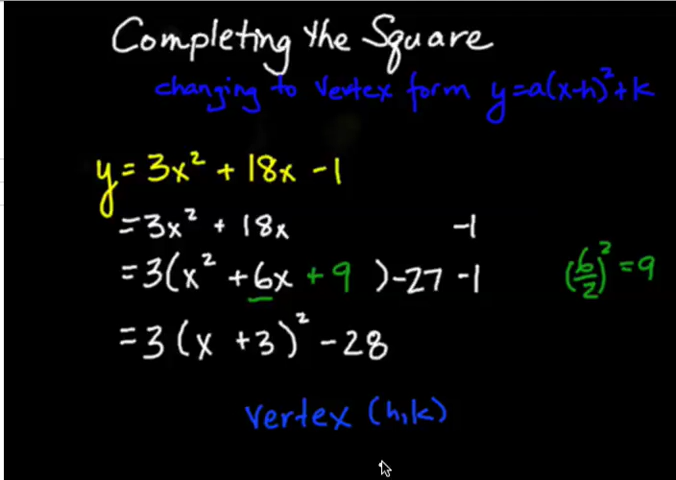 Completing the Square
changing to vertex form y=a(x-h)²+k
y=3x²+18x-1
=3x²+18x -1
=3(x²+6x+9 )-27-1 (6/2)²=9
=3(x+3)²-28
vertex (h,k)